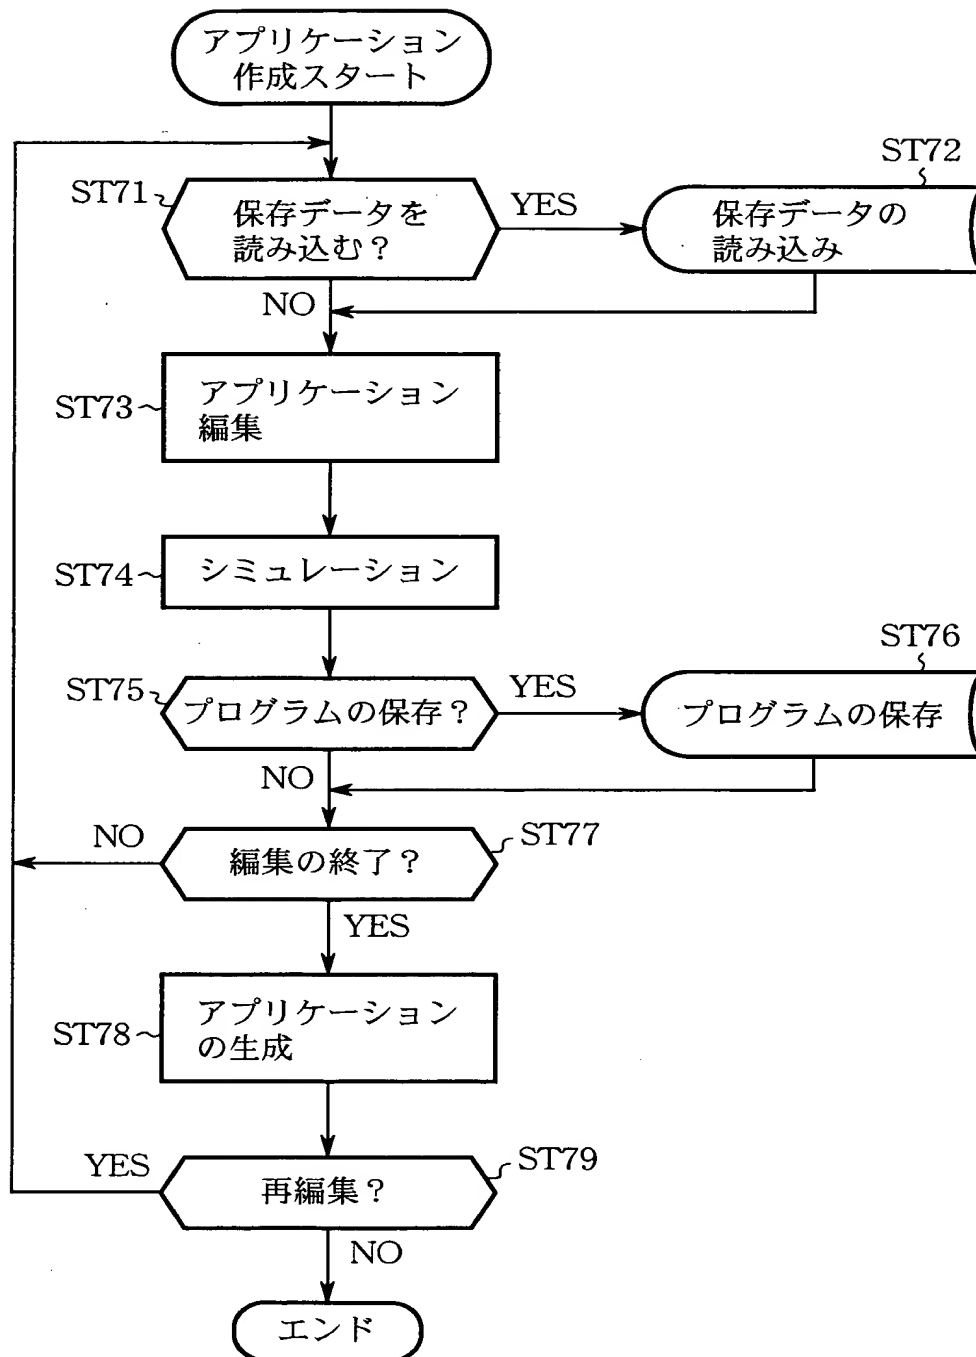 アプリケーション
作成スタート
ST71
保存データを
読み込む？
YES
ST72
保存データの
読み込み
NO
ST73
アプリケーション
編集
ST74
シミュレーション
ST75
プログラムの保存？
YES
ST76
プログラムの保存
NO
NO
編集の終了？
ST77
YES
ST78
アプリケーション
の生成
YES
再編集？
ST79
NO
エンド